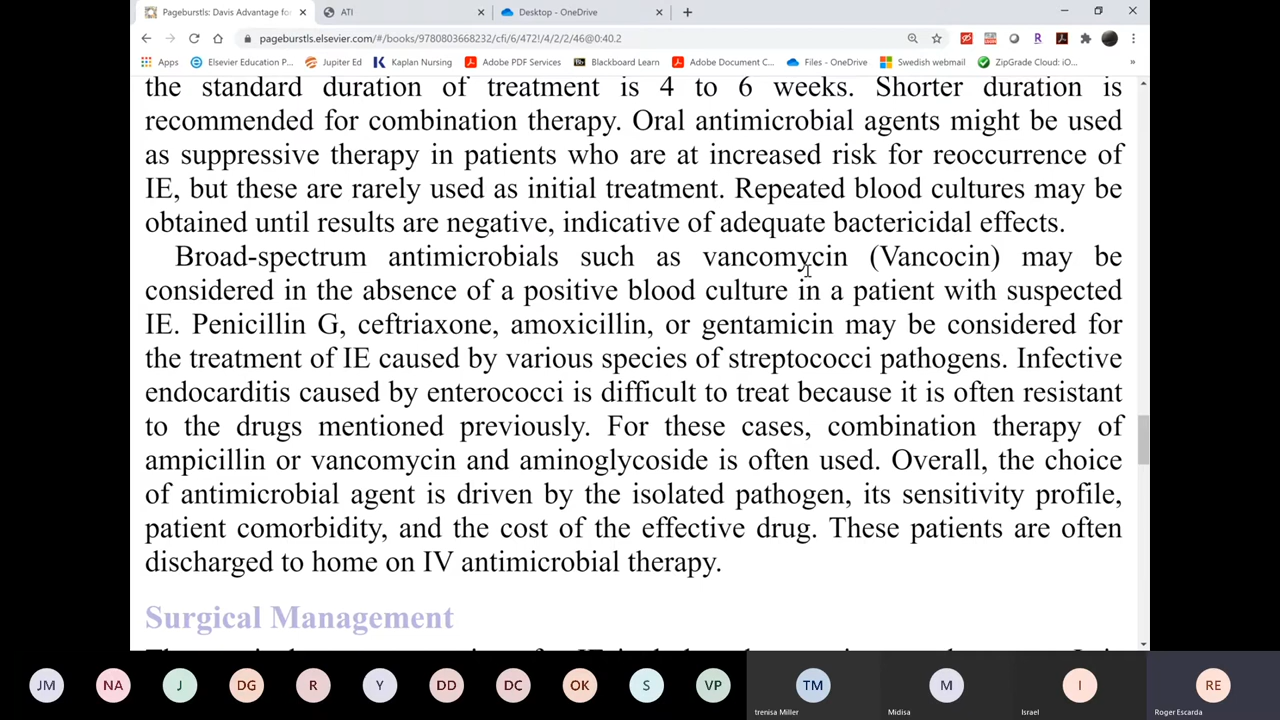 Pageburstls: Davis Advantage for
ATI
Desktop - OneDrive
pageburstls.elsevier.com/#/books/9780803668232/cfi/6/472!/4/2/2/46@0:40.2
Apps
Elsevier Education P...
Jupiter Ed
Kaplan Nursing
Adobe PDF Services
Blackboard Learn
Adobe Document C...
Files - OneDrive
Swedish webmail
ZipGrade Cloud: iO...
the standard duration of treatment is 4 to 6 weeks. Shorter duration is
recommended for combination therapy. Oral antimicrobial agents might be used
as suppressive therapy in patients who are at increased risk for reoccurrence of
IE, but these are rarely used as initial treatment. Repeated blood cultures may be
obtained until results are negative, indicative of adequate bactericidal effects.
Broad-spectrum antimicrobials such as vancomycin (Vancocin) may be
considered in the absence of a positive blood culture in a patient with suspected
IE. Penicillin G, ceftriaxone, amoxicillin, or gentamicin may be considered for
the treatment of IE caused by various species of streptococci pathogens. Infective
endocarditis caused by enterococci is difficult to treat because it is often resistant
to the drugs mentioned previously. For these cases, combination therapy of
ampicillin or vancomycin and aminoglycoside is often used. Overall, the choice
of antimicrobial agent is driven by the isolated pathogen, its sensitivity profile,
patient comorbidity, and the cost of the effective drug. These patients are often
discharged to home on IV antimicrobial therapy.
Surgical Management
JM
NA
J
DG
R
Y
DD
DC
OK
S
VP
TM
M
I
RE
trenisa Miller
Midisa
Israel
Roger Escarda